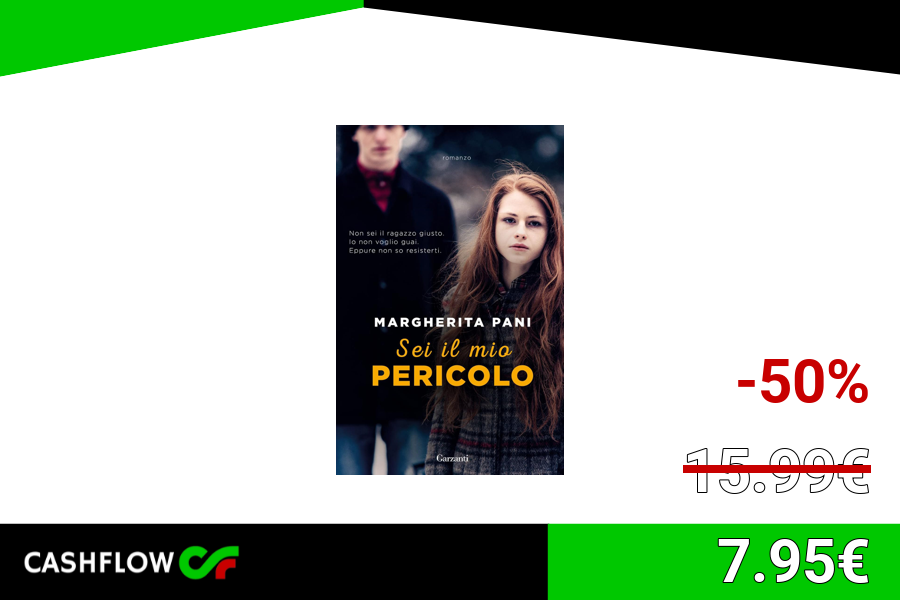 romanzo
Non sei il ragazzo giusto.
Io non voglio guai.
Eppure non so resisterti.
MARGHERITA PANI
Sei il mio
PERICOLO
Garzanti
-50%
15.99€
CASHFLOW
7.95€